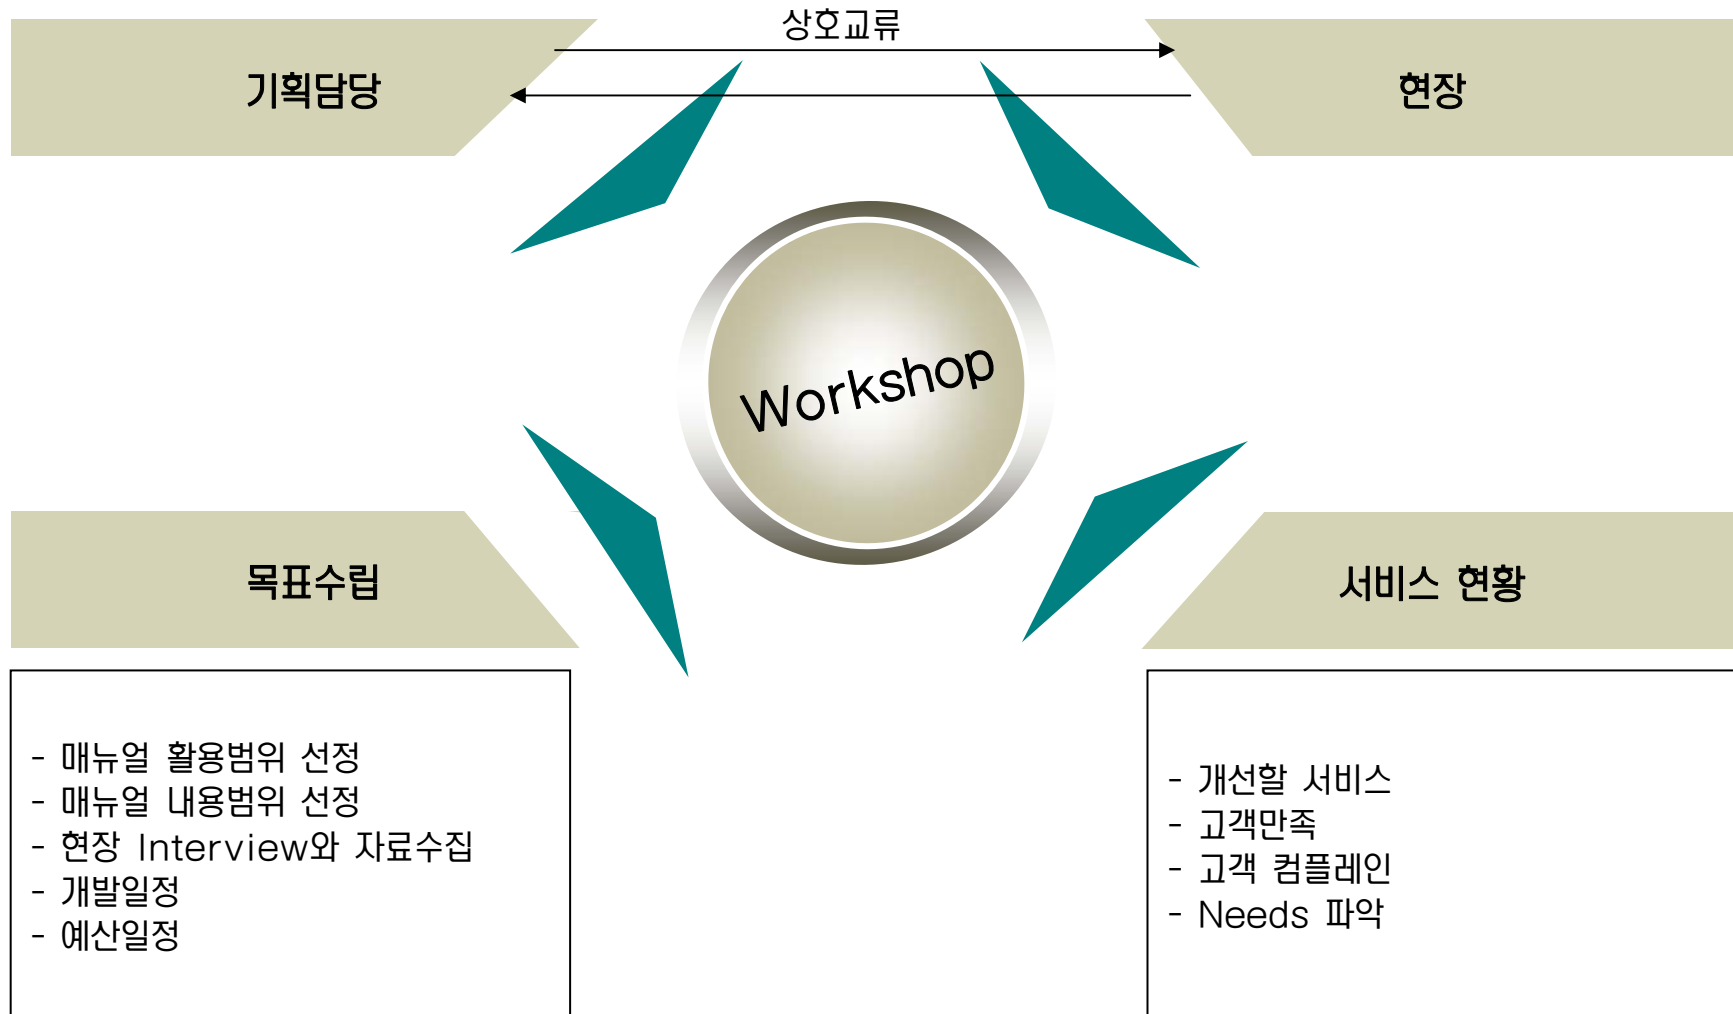 상호교류
기획담당
현장
Workshop
목표수립
서비스 현황
- 매뉴얼 활용범위 선정
- 매뉴얼 내용범위 선정
- 현장 Interview와 자료수집
- 개발일정
- 예산일정
- 개선할 서비스
- 고객만족
- 고객 컴플레인
- Needs 파악